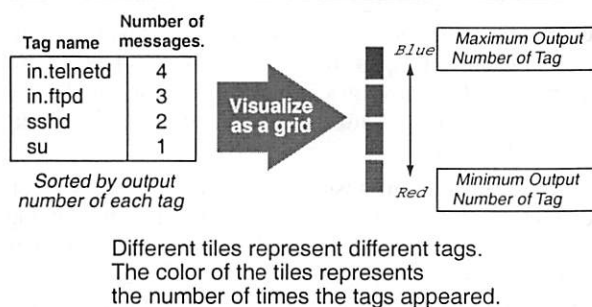 Number of
Tag name messages.
in.telnetd 4
in.ftpd 3
sshd 2
su 1
Sorted by output
number of each tag
Visualize
as a grid
Blue
Red
Maximum Output
Number of Tag
Minimum Output
Number of Tag
Different tiles represent different tags.
The color of the tiles represents
the number of times the tags appeared.